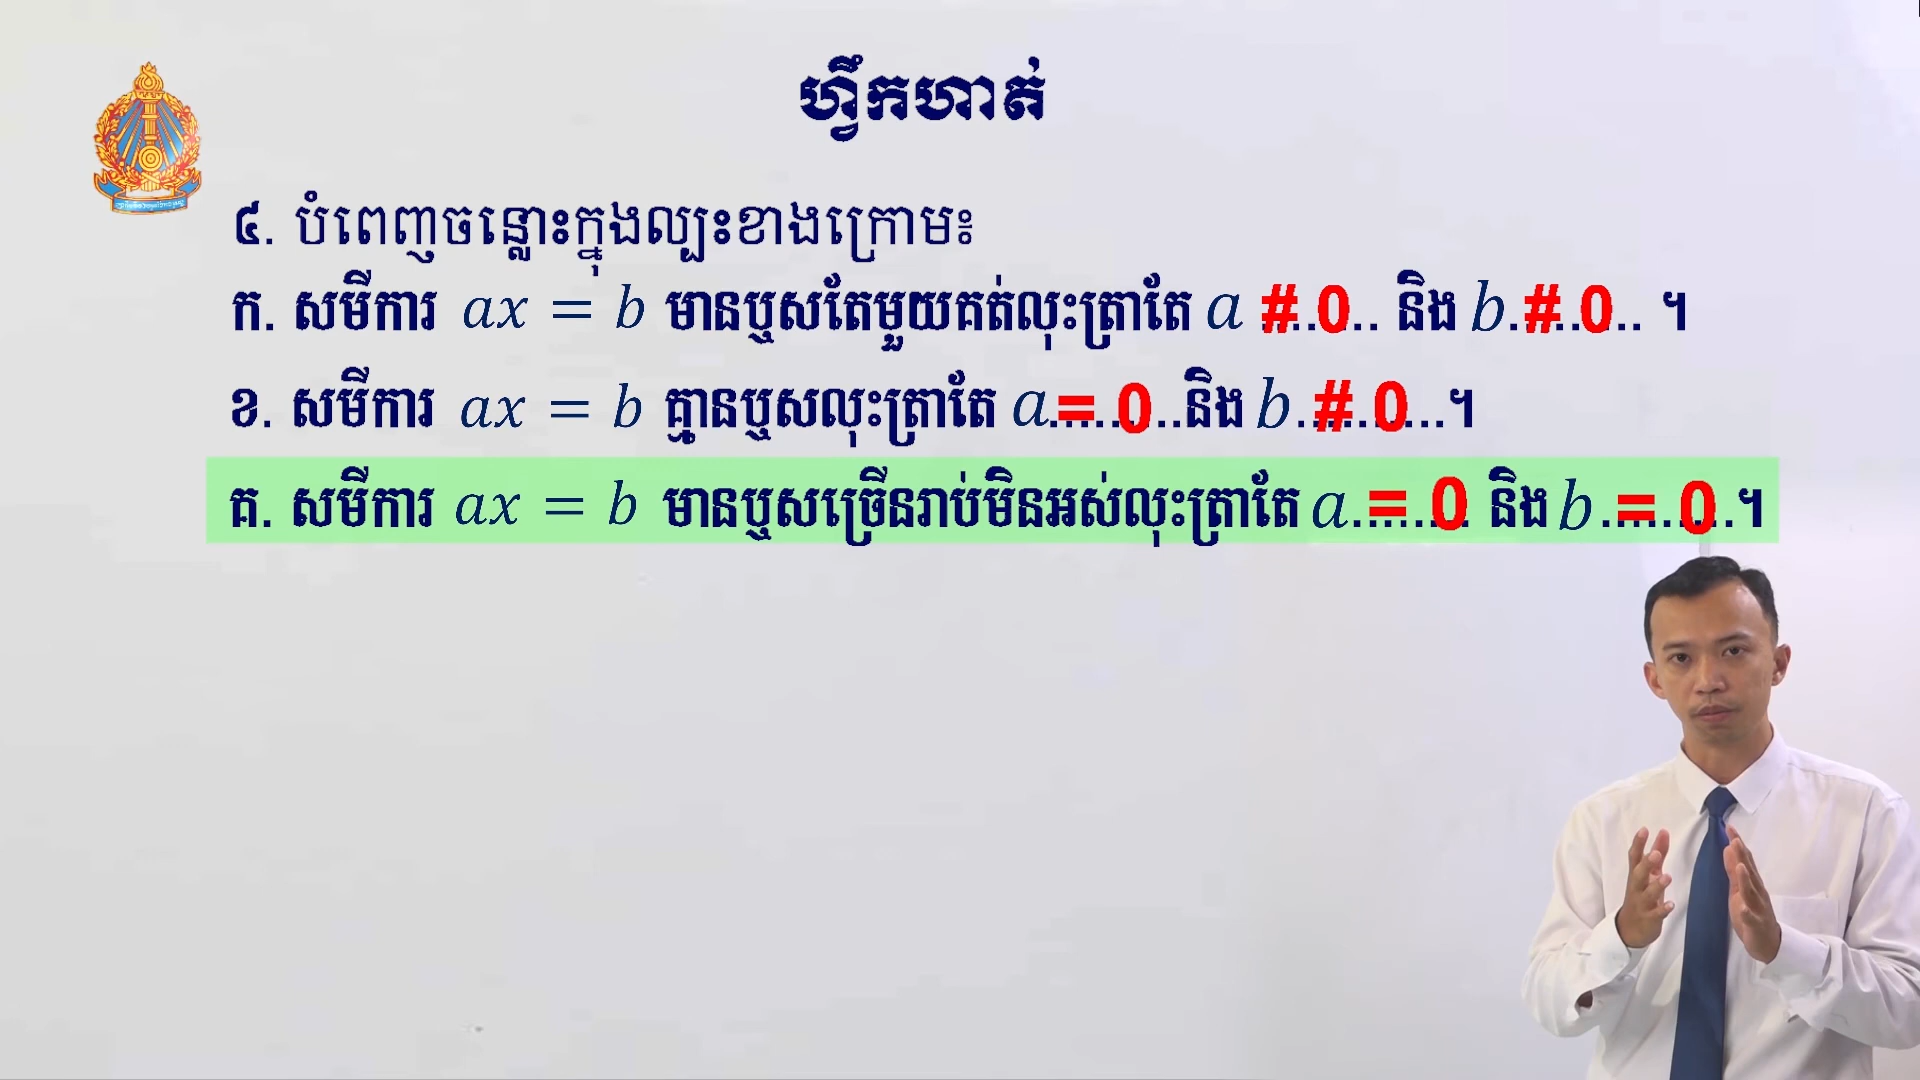 ហ្វឹកហាត់
៤. បំពេញចន្លោះក្នុងល្បះខាងក្រោម៖
ក. សមីការ ax = b មានឬសតែមួយគត់លុះត្រាតែ a #.0.. និង b.#.0.. ។
ខ. សមីការ ax = b គ្មានឬសលុះត្រាតែ a.= 0..និង b.# 0...។
គ. សមីការ ax = b មានឬសច្រើនរាប់មិនអស់លុះត្រាតែ a.= 0 និង b.= 0.។